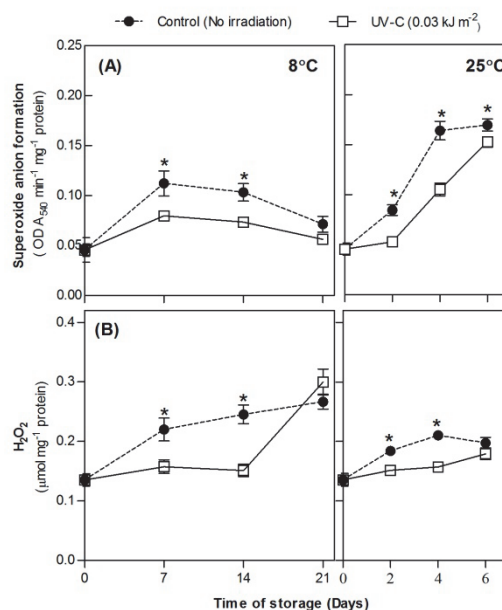 Control (No irradiation) UV-C (0.03 kJ m⁻²)
(A) 8°C 25°C
Superoxide anion formation
( OD A₅₄₀ min⁻¹ mg⁻¹ protein)
0.25
0.20
0.15
0.10
0.05
0.00
* *
* * *
(B)
H₂O₂
(μmol mg⁻¹ protein)
0.4
0.3
0.2
0.1
0.0
* *
* *
0 7 14 21 0 2 4 6
Time of storage (Days)